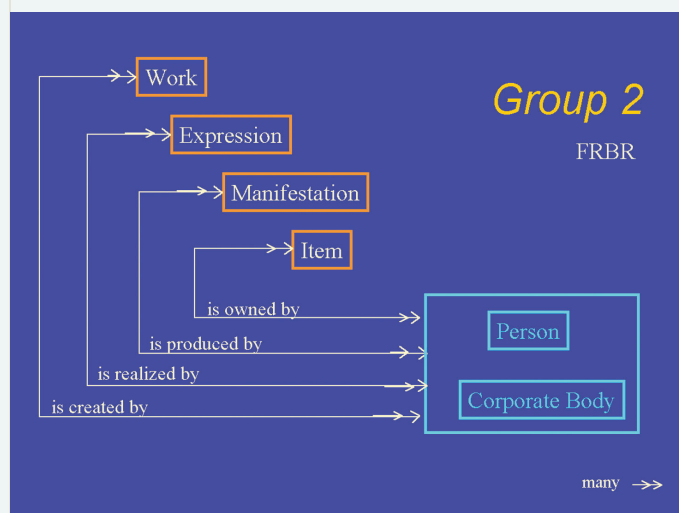 Work
Group 2
Expression
FRBR
Manifestation
Item
is owned by
Person
is produced by
is realized by
Corporate Body
is created by
many